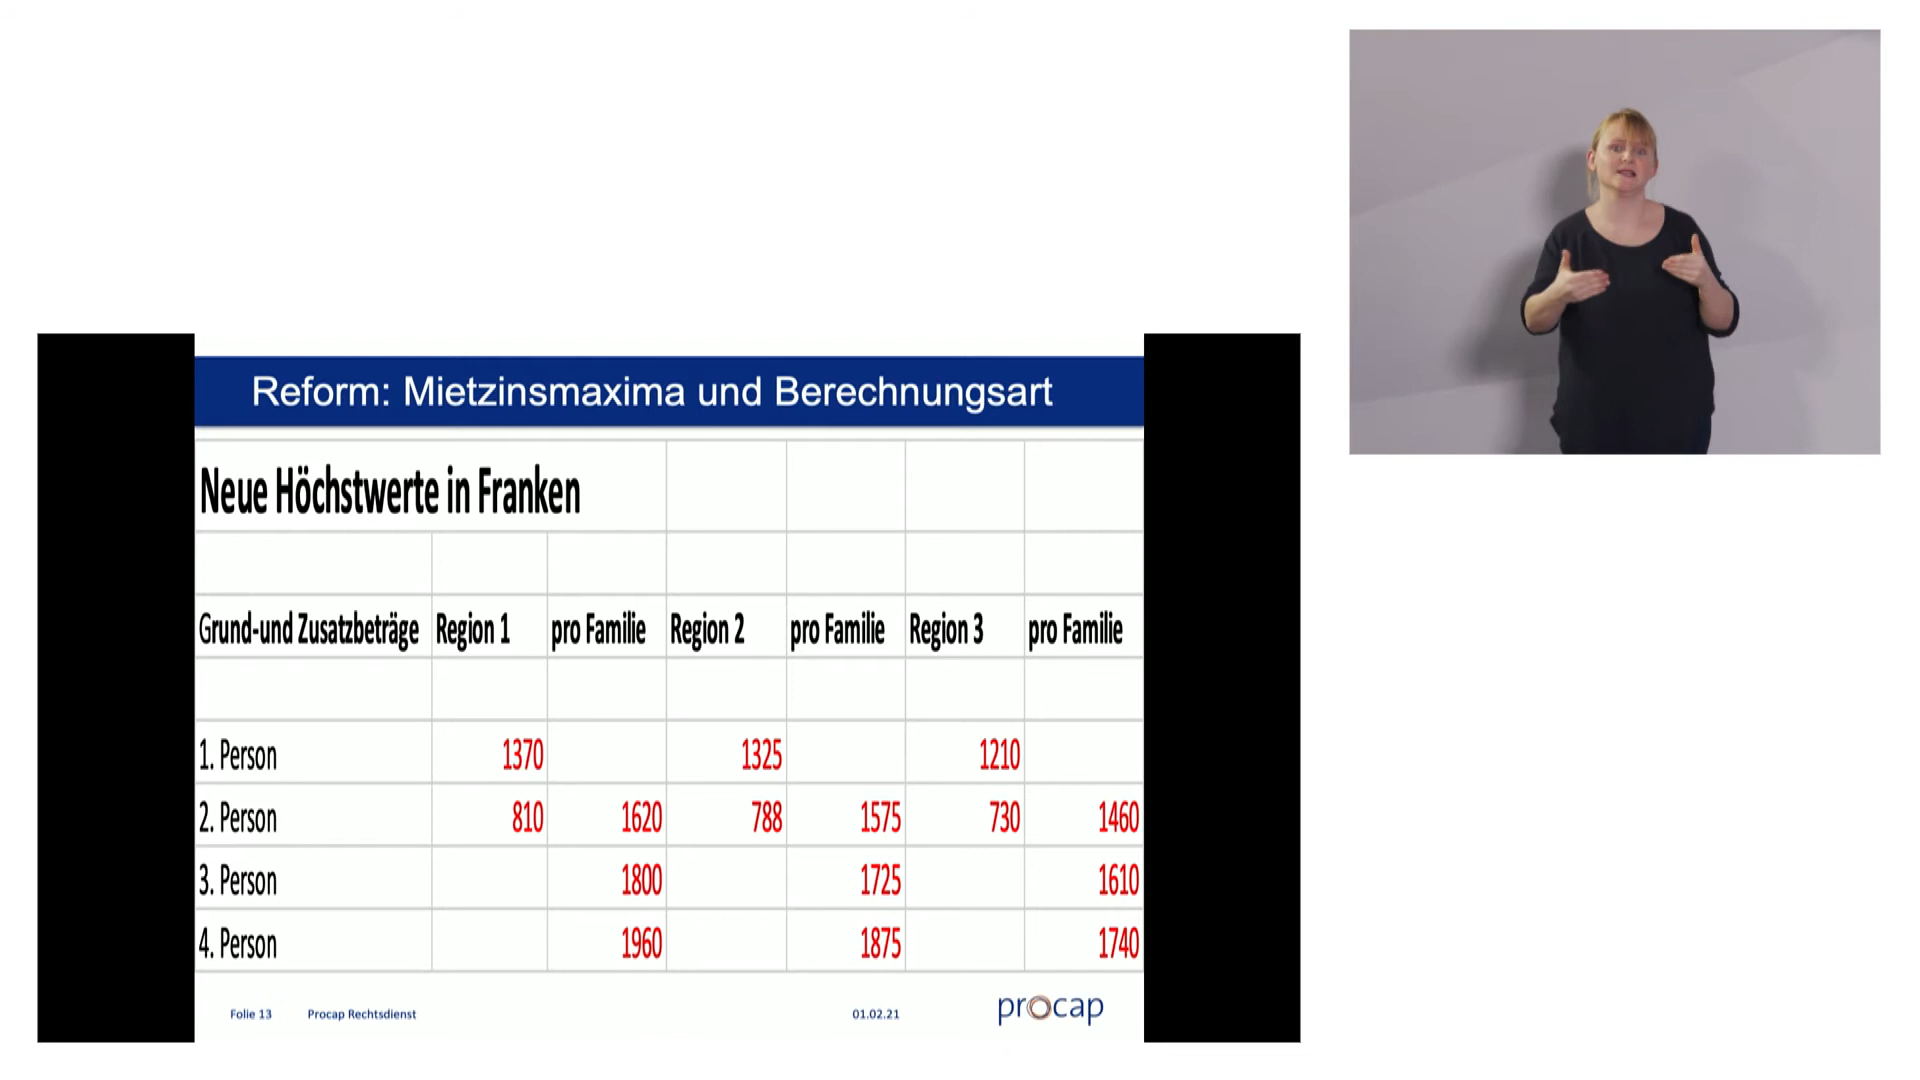 Reform: Mietzinsmaxima und Berechnungsart
Neue Höchstwerte in Franken
Grund-und Zusatzbeträge Region 1 pro Familie Region 2 pro Familie Region 3 pro Familie
1. Person 1370 1325 1210
2. Person 810 1620 788 1575 730 1460
3. Person 1800 1725 1610
4. Person 1960 1875 1740
Folie 13 Procap Rechtsdienst 01.02.21 procap